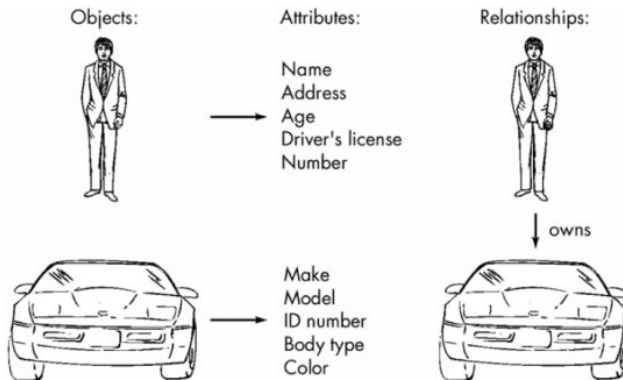 Objects:
Attributes:
Relationships:
Name
Address
Age
Driver's license
Number
owns
Make
Model
ID number
Body type
Color